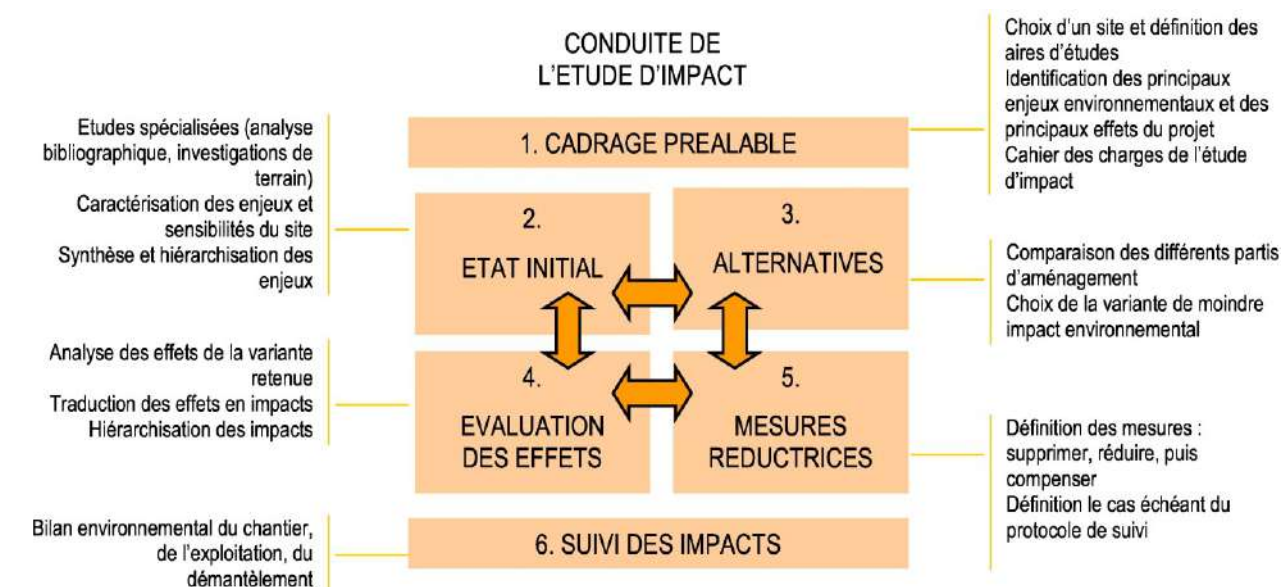 CONDUITE DE
L'ETUDE D'IMPACT
Choix d'un site et définition des
aires d'études
Identification des principaux
enjeux environnementaux et des
principaux effets du projet
Cahier des charges de l'étude
d'impact
1. CADRAGE PREALABLE
Etudes spécialisées (analyse
bibliographique, investigations de
terrain)
Caractérisation des enjeux et
sensibilités du site
Synthèse et hiérarchisation des
enjeux
2.
ETAT INITIAL
3.
ALTERNATIVES
Comparaison des différents partis
d'aménagement
Choix de la variante de moindre
impact environnemental
Analyse des effets de la variante
retenue
Traduction des effets en impacts
Hiérarchisation des impacts
4.
EVALUATION
DES EFFETS
5.
MESURES
REDUCTRICES
Définition des mesures :
supprimer, réduire, puis
compenser
Définition le cas échéant du
protocole de suivi
Bilan environnemental du chantier,
de l'exploitation, du
démantèlement
6. SUIVI DES IMPACTS